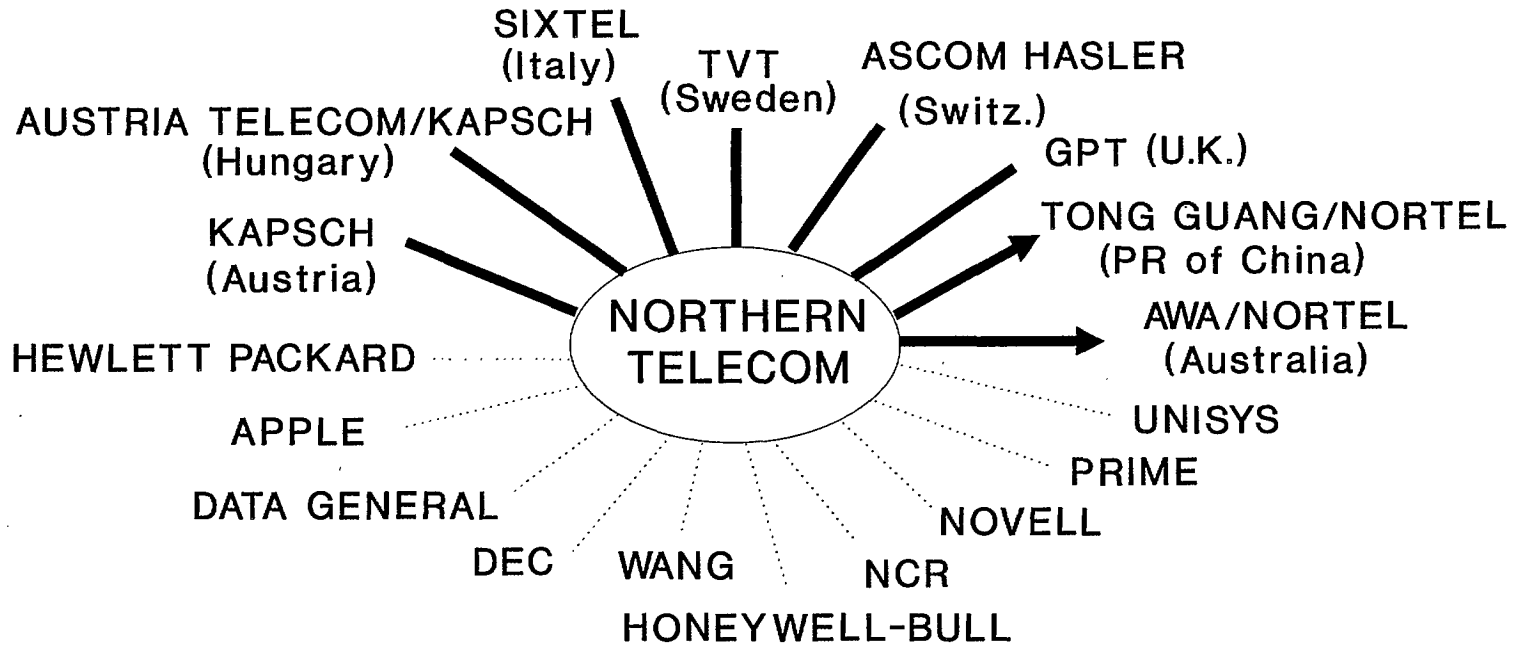 SIXTEL
(Italy)
TVT
(Sweden)
ASCOM HASLER
(Switz.)
AUSTRIA TELECOM/KAPSCH
(Hungary)
GPT (U.K.)
KAPSCH
(Austria)
TONG GUANG/NORTEL
(PR of China)
NORTHERN
TELECOM
AWA/NORTEL
(Australia)
HEWLETT PACKARD
UNISYS
APPLE
PRIME
DATA GENERAL
NOVELL
DEC
WANG
NCR
HONEYWELL-BULL